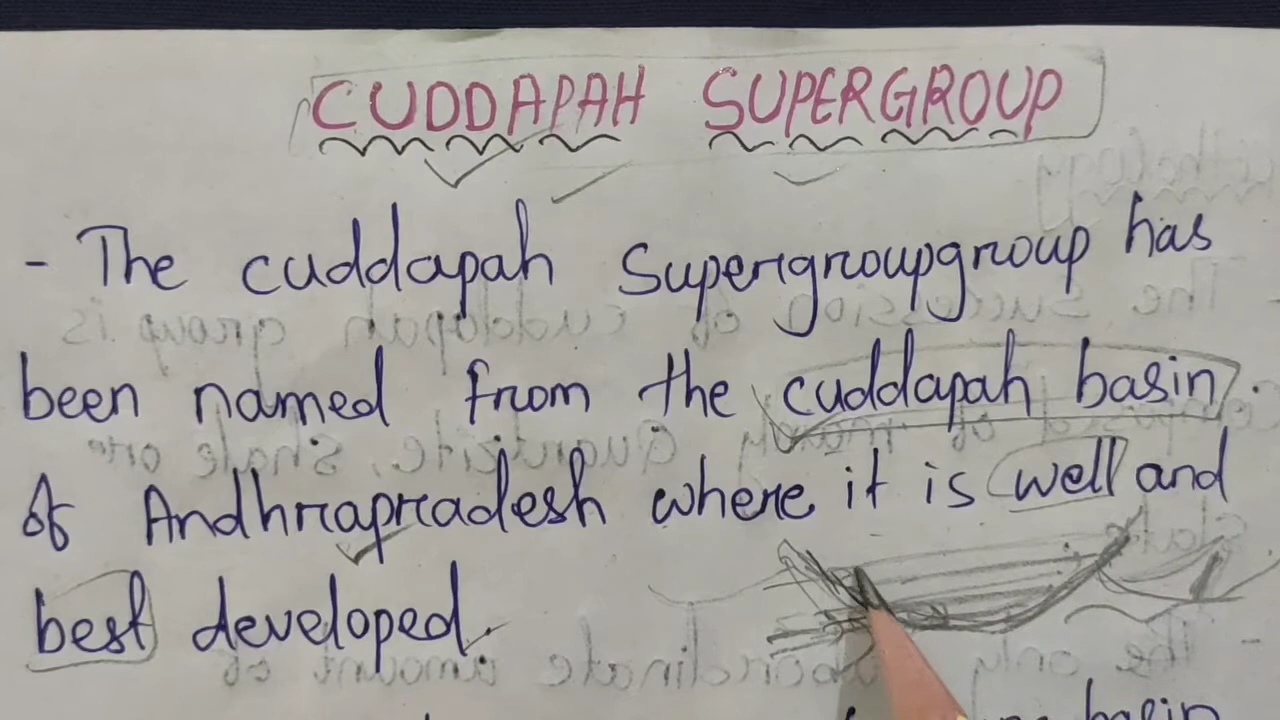 CUDDAPAH SUPERGROUP
- The cuddapah Supergroupgroup has
been named from the cuddapah basin.
of Andhrapradesh where it is well and
best developed.
basin